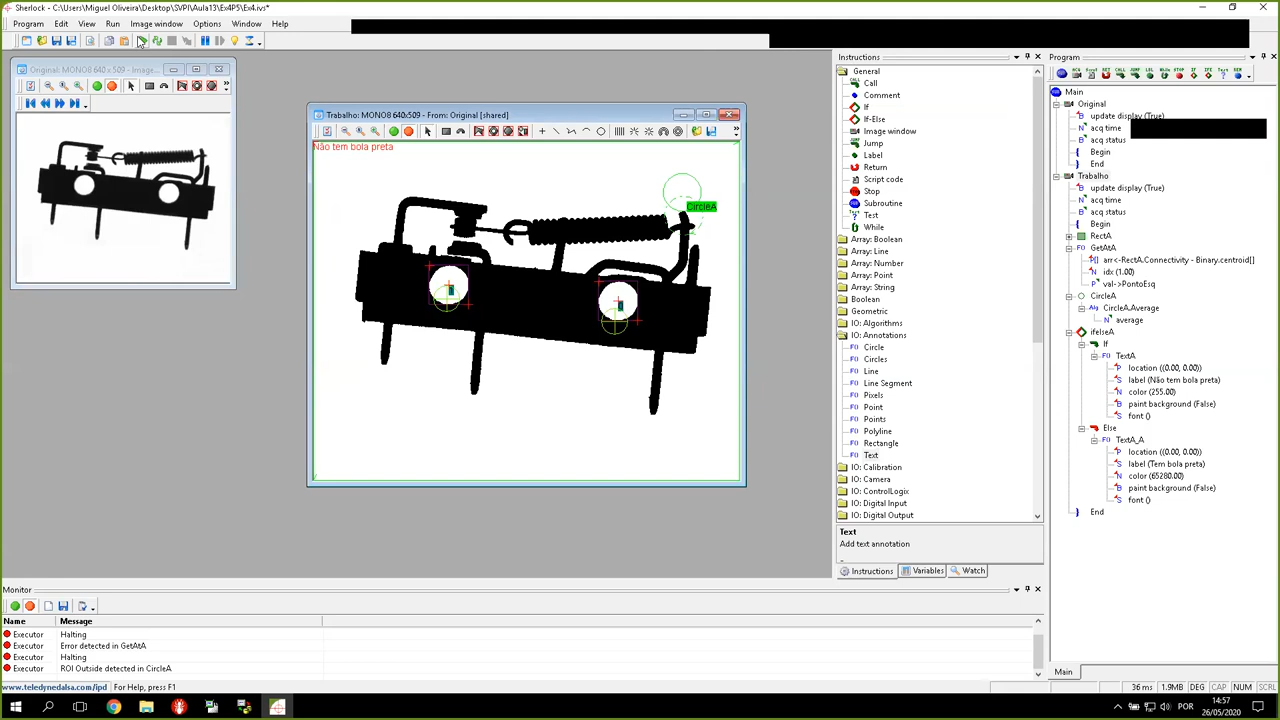 Sherlock - C:\Users\Miguel Oliveira\Desktop\SVPI\Aula13\Ex4P5\Ex4.ivs*
Program Edit View Run Image window Options Window Help
Original: MONO8 640 x 509 - Image...
Trabalho: MONO8 640x509 - From: Original [shared]
Não tem bola preta
CircleA
Instructions
General
Call
Comment
If
If-Else
Image window
Jump
Label
Return
Script code
Stop
Subroutine
Test
While
Array: Boolean
Array: Line
Array: Number
Array: Point
Array: String
Boolean
Geometric
IO: Algorithms
IO: Annotations
Circle
Circles
Line
Line Segment
Pixels
Point
Points
Polyline
Rectangle
Text
IO: Calibration
IO: Camera
IO: ControlLogix
IO: Digital Input
IO: Digital Output
Text
Add text annotation
Instructions Variables Watch
Program
Main
Original
update display (True)
acq time
acq status
Begin
End
Trabalho
update display (True)
acq time
acq status
Begin
RectA
GetAtA
arr<-RectA.Connectivity - Binary.centroid[]
idx (1.00)
val->PontoEsq
CircleA
CircleA.Average
average
ifelseA
If
TextA
location ((0.00, 0.00))
label (Não tem bola preta)
color (255.00)
paint background (False)
font ()
Else
TextA_A
location ((0.00, 0.00))
label (Tem bola preta)
color (65280.00)
paint background (False)
font ()
End
Main
Monitor
Name Message
Executor Halting
Executor Error detected in GetAtA
Executor Halting
Executor ROI Outside detected in CircleA
www.teledynedalsa.com/ipd For Help, press F1
36 ms 1.9MB DEG CAP NUM SCRL
POR
14:57
26/05/2020